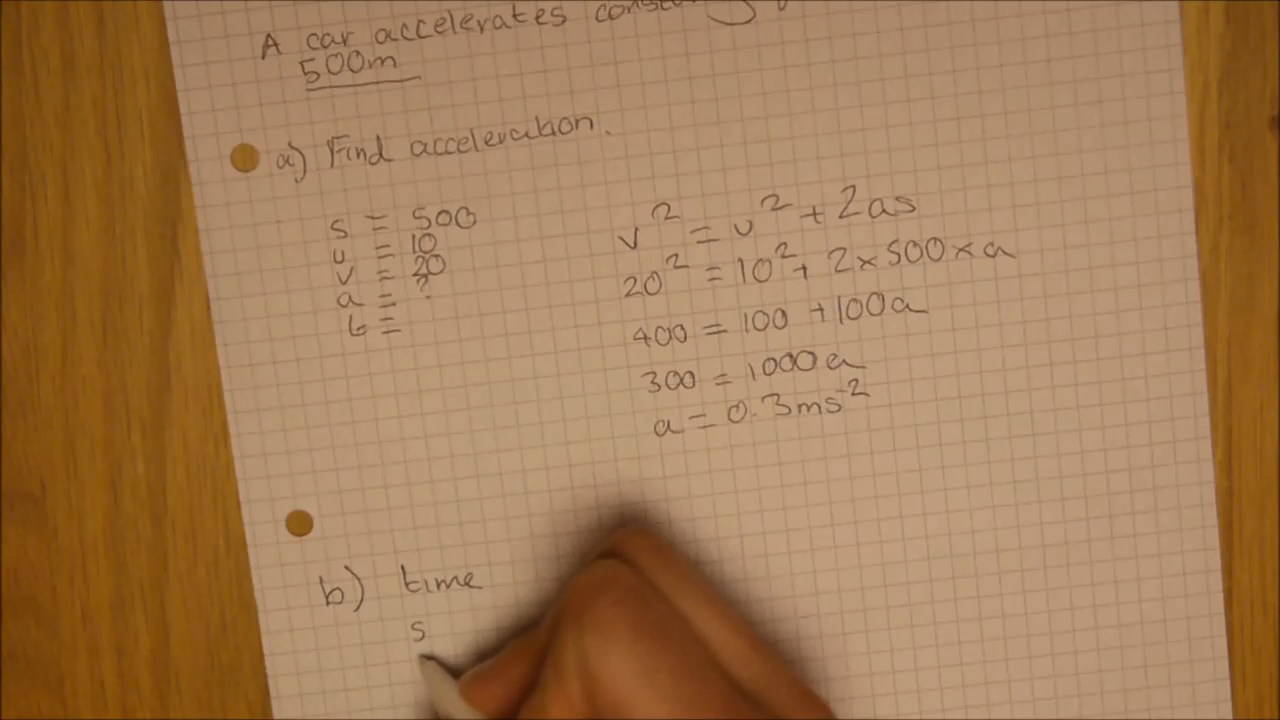 A car accelerates
500m
a) Find acceleration.
s = 500
u = 10
v = 20
a = ?
t =
v² = u² + 2as
20² = 10² + 2×500×a
400 = 100 + 100a
300 = 1000a
a = 0.3ms⁻²
b) time
s